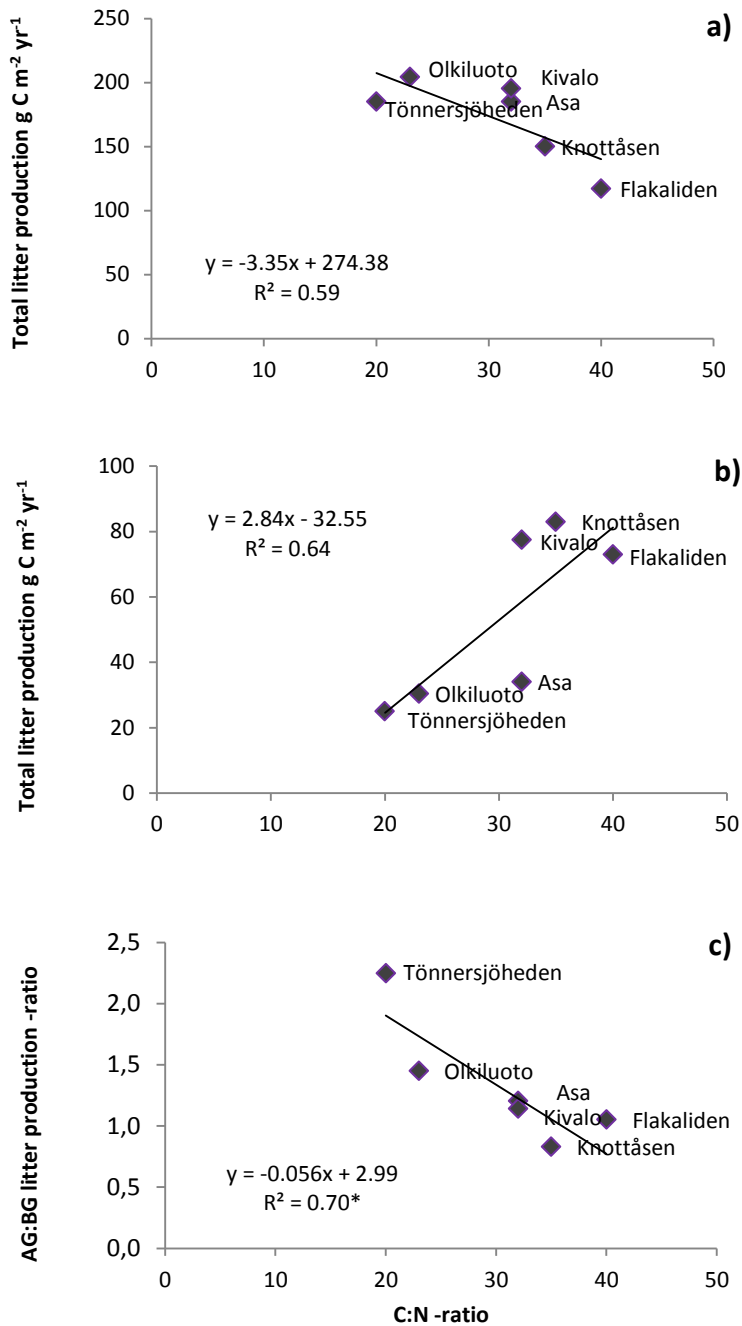 a)
Total litter production g C m⁻² yr⁻¹
250
200
150
100
50
0
Olkiluoto
Kivalo
Tönnersjöheden
Asa
Knottåsen
Flakaliden
y = -3.35x + 274.38
R² = 0.59
0 10 20 30 40 50
b)
Total litter production g C m⁻² yr⁻¹
100
80
60
40
20
0
y = 2.84x - 32.55
R² = 0.64
Knottåsen
Kivalo
Flakaliden
Asa
Olkiluoto
Tönnersjöheden
0 10 20 30 40 50
c)
AG:BG litter production -ratio
2,5
2,0
1,5
1,0
0,5
0,0
Tönnersjöheden
Olkiluoto
Asa
Kivalo
Flakaliden
Knottåsen
y = -0.056x + 2.99
R² = 0.70*
0 10 20 30 40 50
C:N -ratio